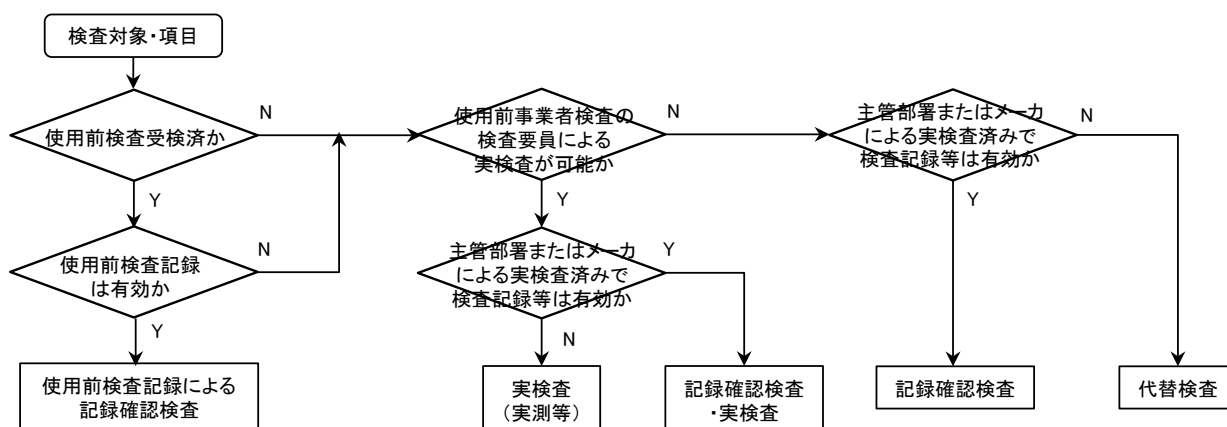 検査対象・項目
使用前検査受検済か
N
Y
使用前検査記録
は有効か
N
Y
使用前検査記録による
記録確認検査
使用前事業者検査の
検査要員による
実検査が可能か
N
Y
主管部署またはメーカ
による実検査済みで
検査記録等は有効か
Y
N
実検査
(実測等)
記録確認検査
・実検査
主管部署またはメーカ
による実検査済みで
検査記録等は有効か
N
Y
記録確認検査
代替検査